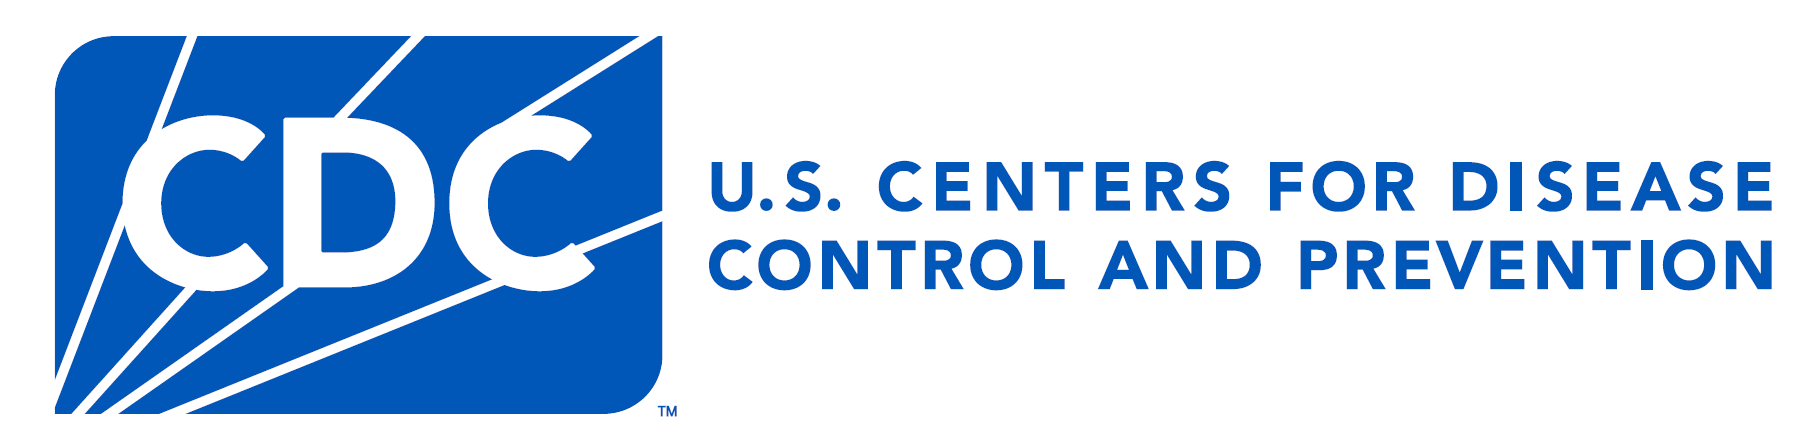 CDC
U.S. CENTERS FOR DISEASE
CONTROL AND PREVENTION
TM